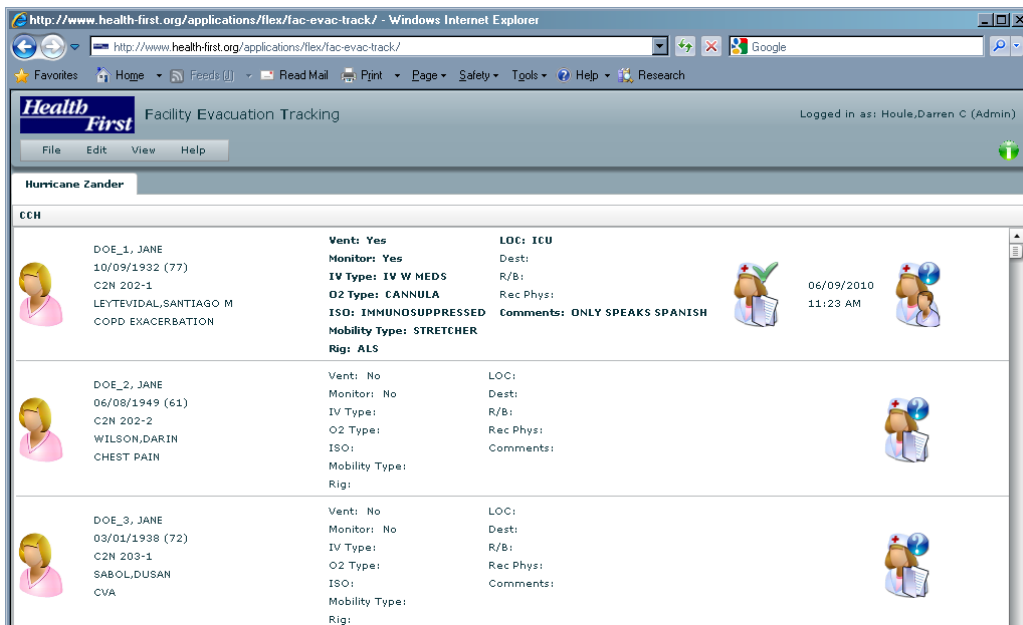 http://www.health-first.org/applications/flex/fac-evac-track/ - Windows Internet Explorer
http://www.health-first.org/applications/flex/fac-evac-track/
Google
Favorites Home Feeds (J) Read Mail Print Page Safety Tools Help Research
Health First
Facility Evacuation Tracking
Logged in as: Houle,Darren C (Admin)
File Edit View Help
Hurricane Zander
CCH
DOE_1, JANE
10/09/1932 (77)
C2N 202-1
LEYTEVIDAL,SANTIAGO M
COPD EXACERBATION
Vent: Yes
Monitor: Yes
IV Type: IV W MEDS
O2 Type: CANNULA
ISO: IMMUNOSUPPRESSED
Mobility Type: STRETCHER
Rig: ALS
LOC: ICU
Dest:
R/B:
Rec Phys:
Comments: ONLY SPEAKS SPANISH
06/09/2010
11:23 AM
DOE_2, JANE
06/08/1949 (61)
C2N 202-2
WILSON,DARIN
CHEST PAIN
Vent: No
Monitor: No
IV Type:
O2 Type:
ISO:
Mobility Type:
Rig:
LOC:
Dest:
R/B:
Rec Phys:
Comments:
DOE_3, JANE
03/01/1938 (72)
C2N 203-1
SABOL,DUSAN
CVA
Vent: No
Monitor: No
IV Type:
O2 Type:
ISO:
Mobility Type:
Rig:
LOC:
Dest:
R/B:
Rec Phys:
Comments: